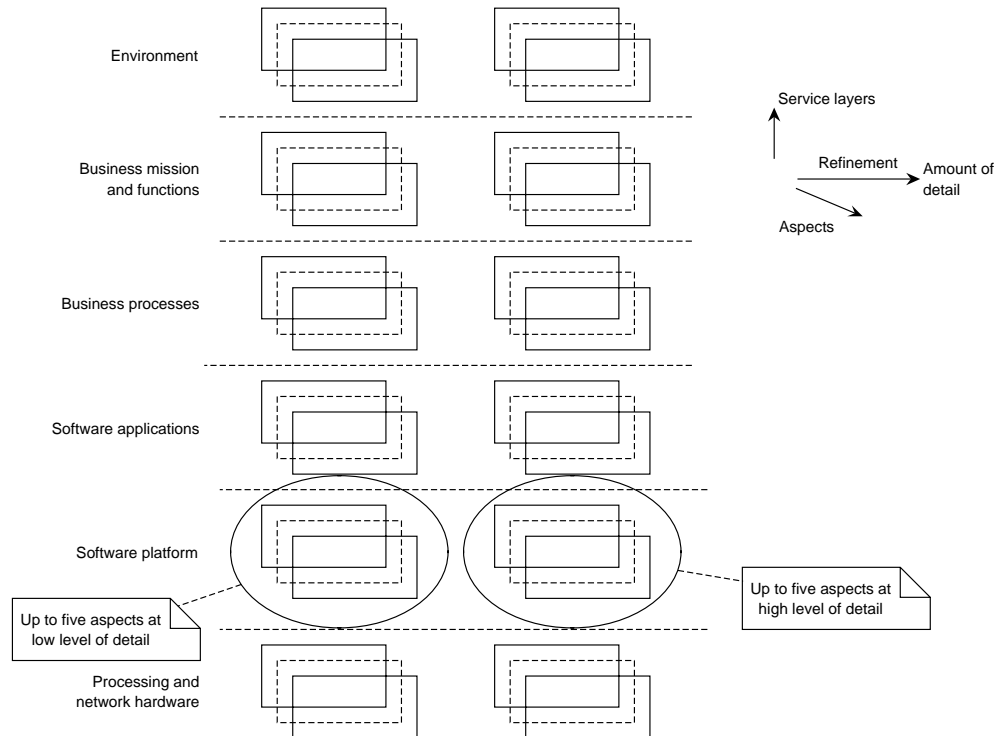 Environment
Service layers
Business mission
and functions
Refinement
Amount of
detail
Aspects
Business processes
Software applications
Software platform
Up to five aspects at
low level of detail
Up to five aspects at
high level of detail
Processing and
network hardware